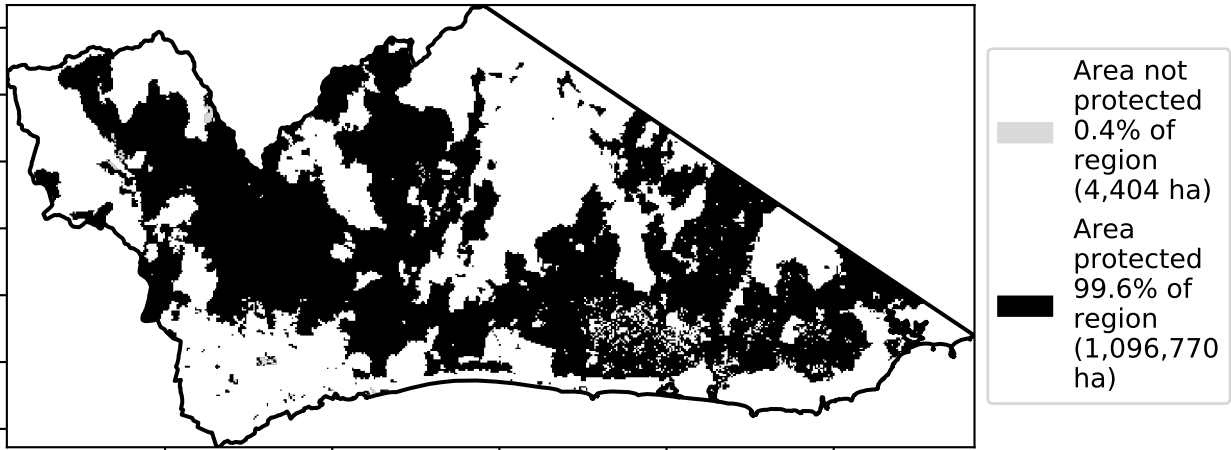 Area not
protected
0.4% of
region
(4,404 ha)
Area
protected
99.6% of
region
(1,096,770
ha)